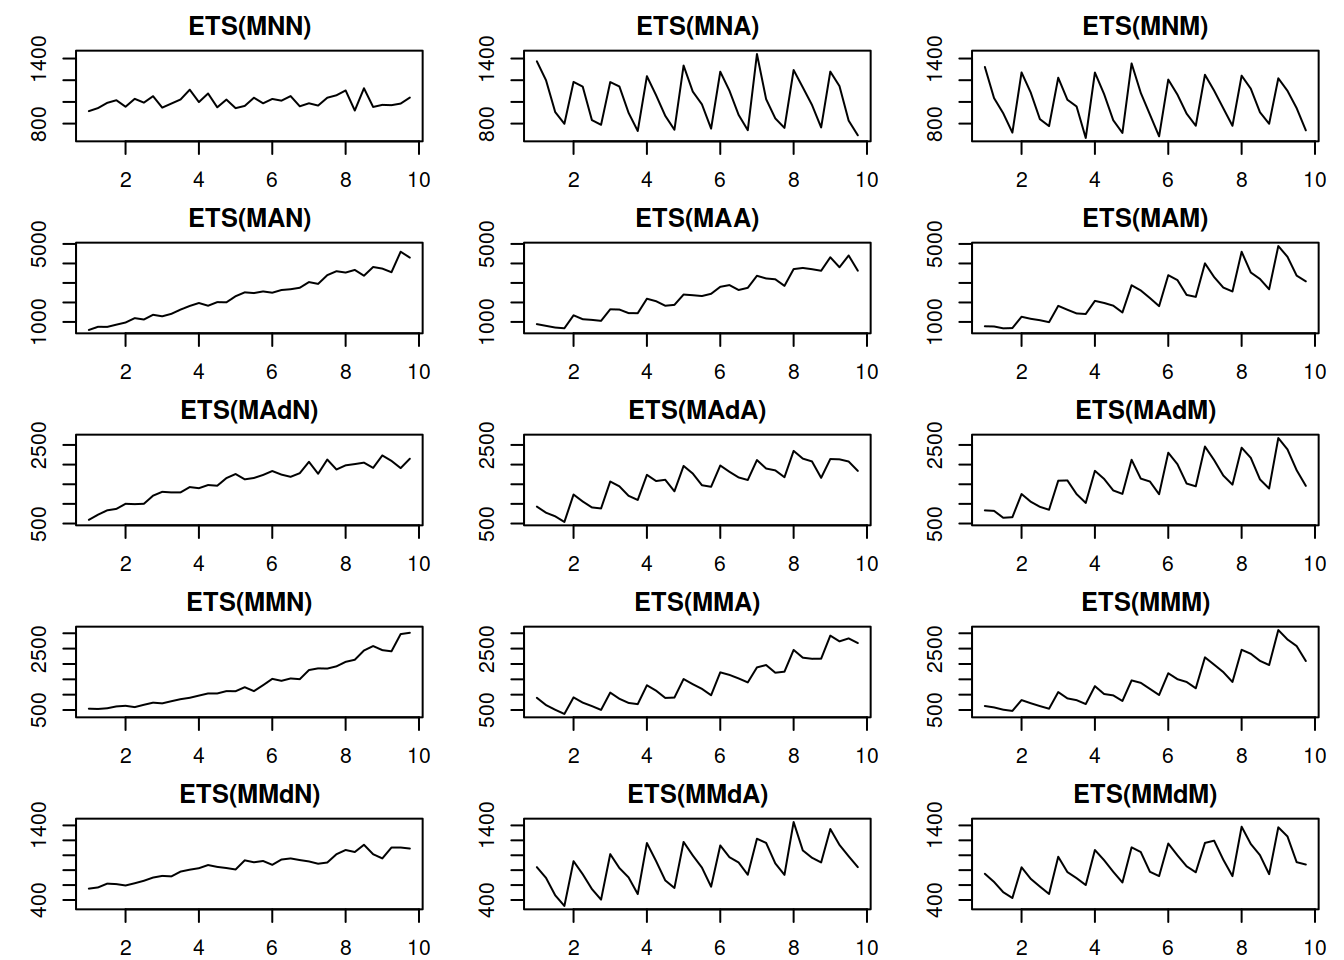 ETS(MNN) ETS(MNA) ETS(MNM)
1400 1400 1400
800 800 800
2 4 6 8 10 2 4 6 8 10 2 4 6 8 10
ETS(MAN) ETS(MAA) ETS(MAM)
5000 5000 5000
1000 1000 1000
2 4 6 8 10 2 4 6 8 10 2 4 6 8 10
ETS(MAdN) ETS(MAdA) ETS(MAdM)
2500 2500 2500
500 500 500
2 4 6 8 10 2 4 6 8 10 2 4 6 8 10
ETS(MMN) ETS(MMA) ETS(MMM)
2500 2500 2500
500 500 500
2 4 6 8 10 2 4 6 8 10 2 4 6 8 10
ETS(MMdN) ETS(MMdA) ETS(MMdM)
1400 1400 1400
400 400 400
2 4 6 8 10 2 4 6 8 10 2 4 6 8 10